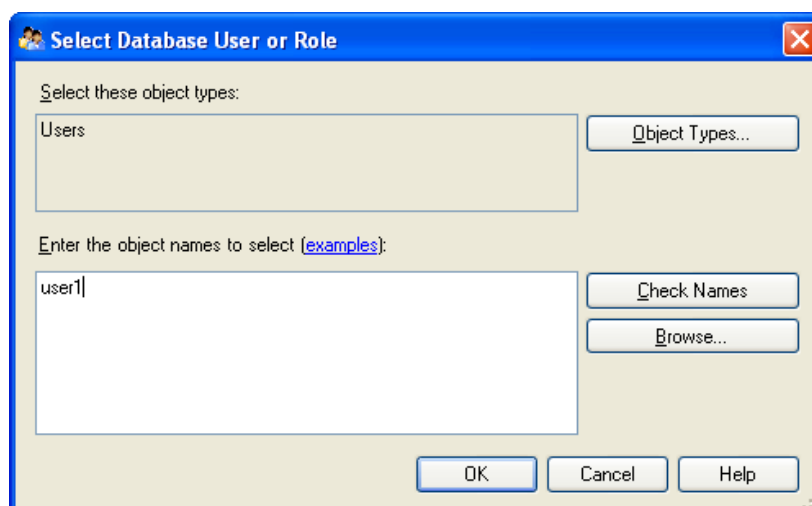 Select Database User or Role
Select these object types:
Users
Object Types...
Enter the object names to select (examples):
user1
Check Names
Browse...
OK
Cancel
Help